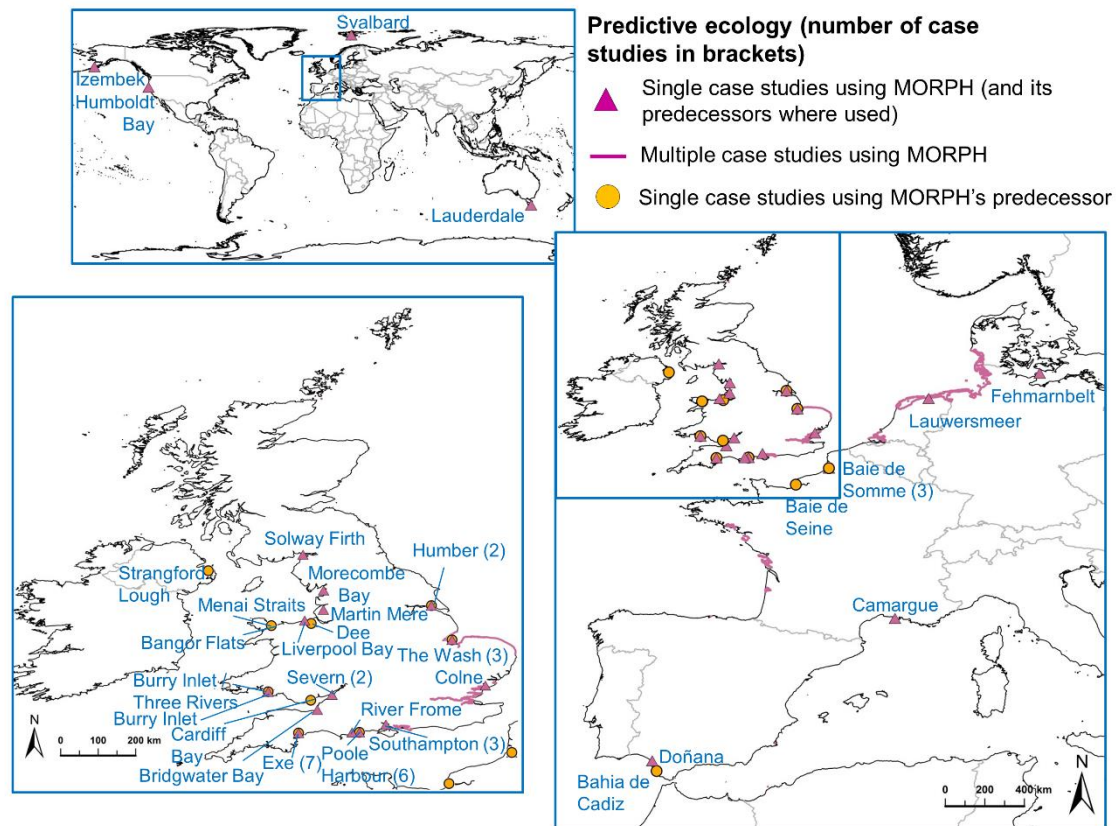 Svalbard
Izembek
Humboldt
Bay
Lauderdale
Predictive ecology (number of case
studies in brackets)
Single case studies using MORPH (and its
predecessors where used)
Multiple case studies using MORPH
Single case studies using MORPH's predecessor
Solway Firth
Humber (2)
Strangford
Lough
Morecombe
Bay
Menai Straits
Martin Mere
Dee
Bangor Flats
Liverpool Bay
The Wash (3)
Colne
Burry Inlet /
Three Rivers
Severn (2)
Burry Inlet
River Frome
Cardiff
Bay
Southampton (3)
Bridgwater Bay
Exe (7)
Poole
Harbour (6)
N
0 50 100 200 km
Fehmarnbelt
Lauwersmeer
Baie de
Somme (3)
Baie de
Seine
Camargue
Doñana
Bahia de
Cadiz
N
0 200 400 km